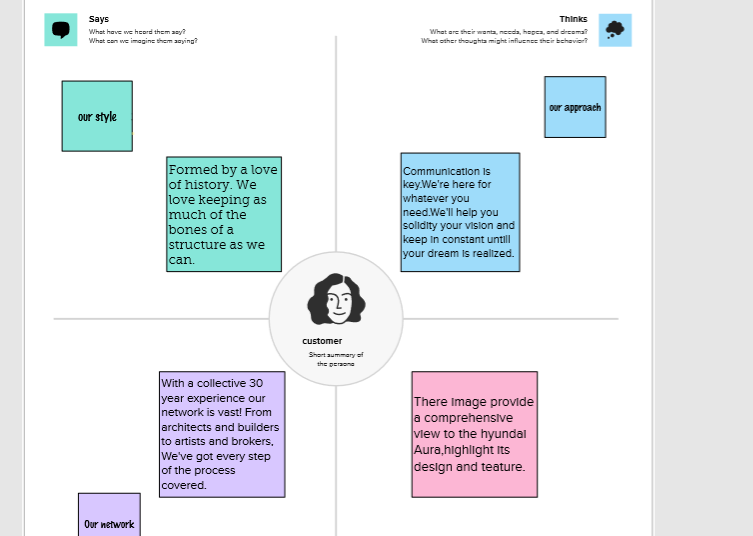 Says
What have we heard them say?
What can we imagine them saying?
Thinks
What are their wants, needs, hopes, and dreams?
What other thoughts might influence their behavior?
our style
our approach
Formed by a love
of history. We
love keeping as
much of the
bones of a
structure as we
can.
Communication is
key.We're here for
whatever you
need.We'll help you
solidity your vision and
keep in constant untill
your dream is realized.
customer
Short summary of
the persona
With a collective 30
year experience our
network is vast! From
architects and builders
to artists and brokers,
We've got every step
of the process
covered.
There image provide
a comprehensive
view to the hyundai
Aura,highlight its
design and teature.
Our network